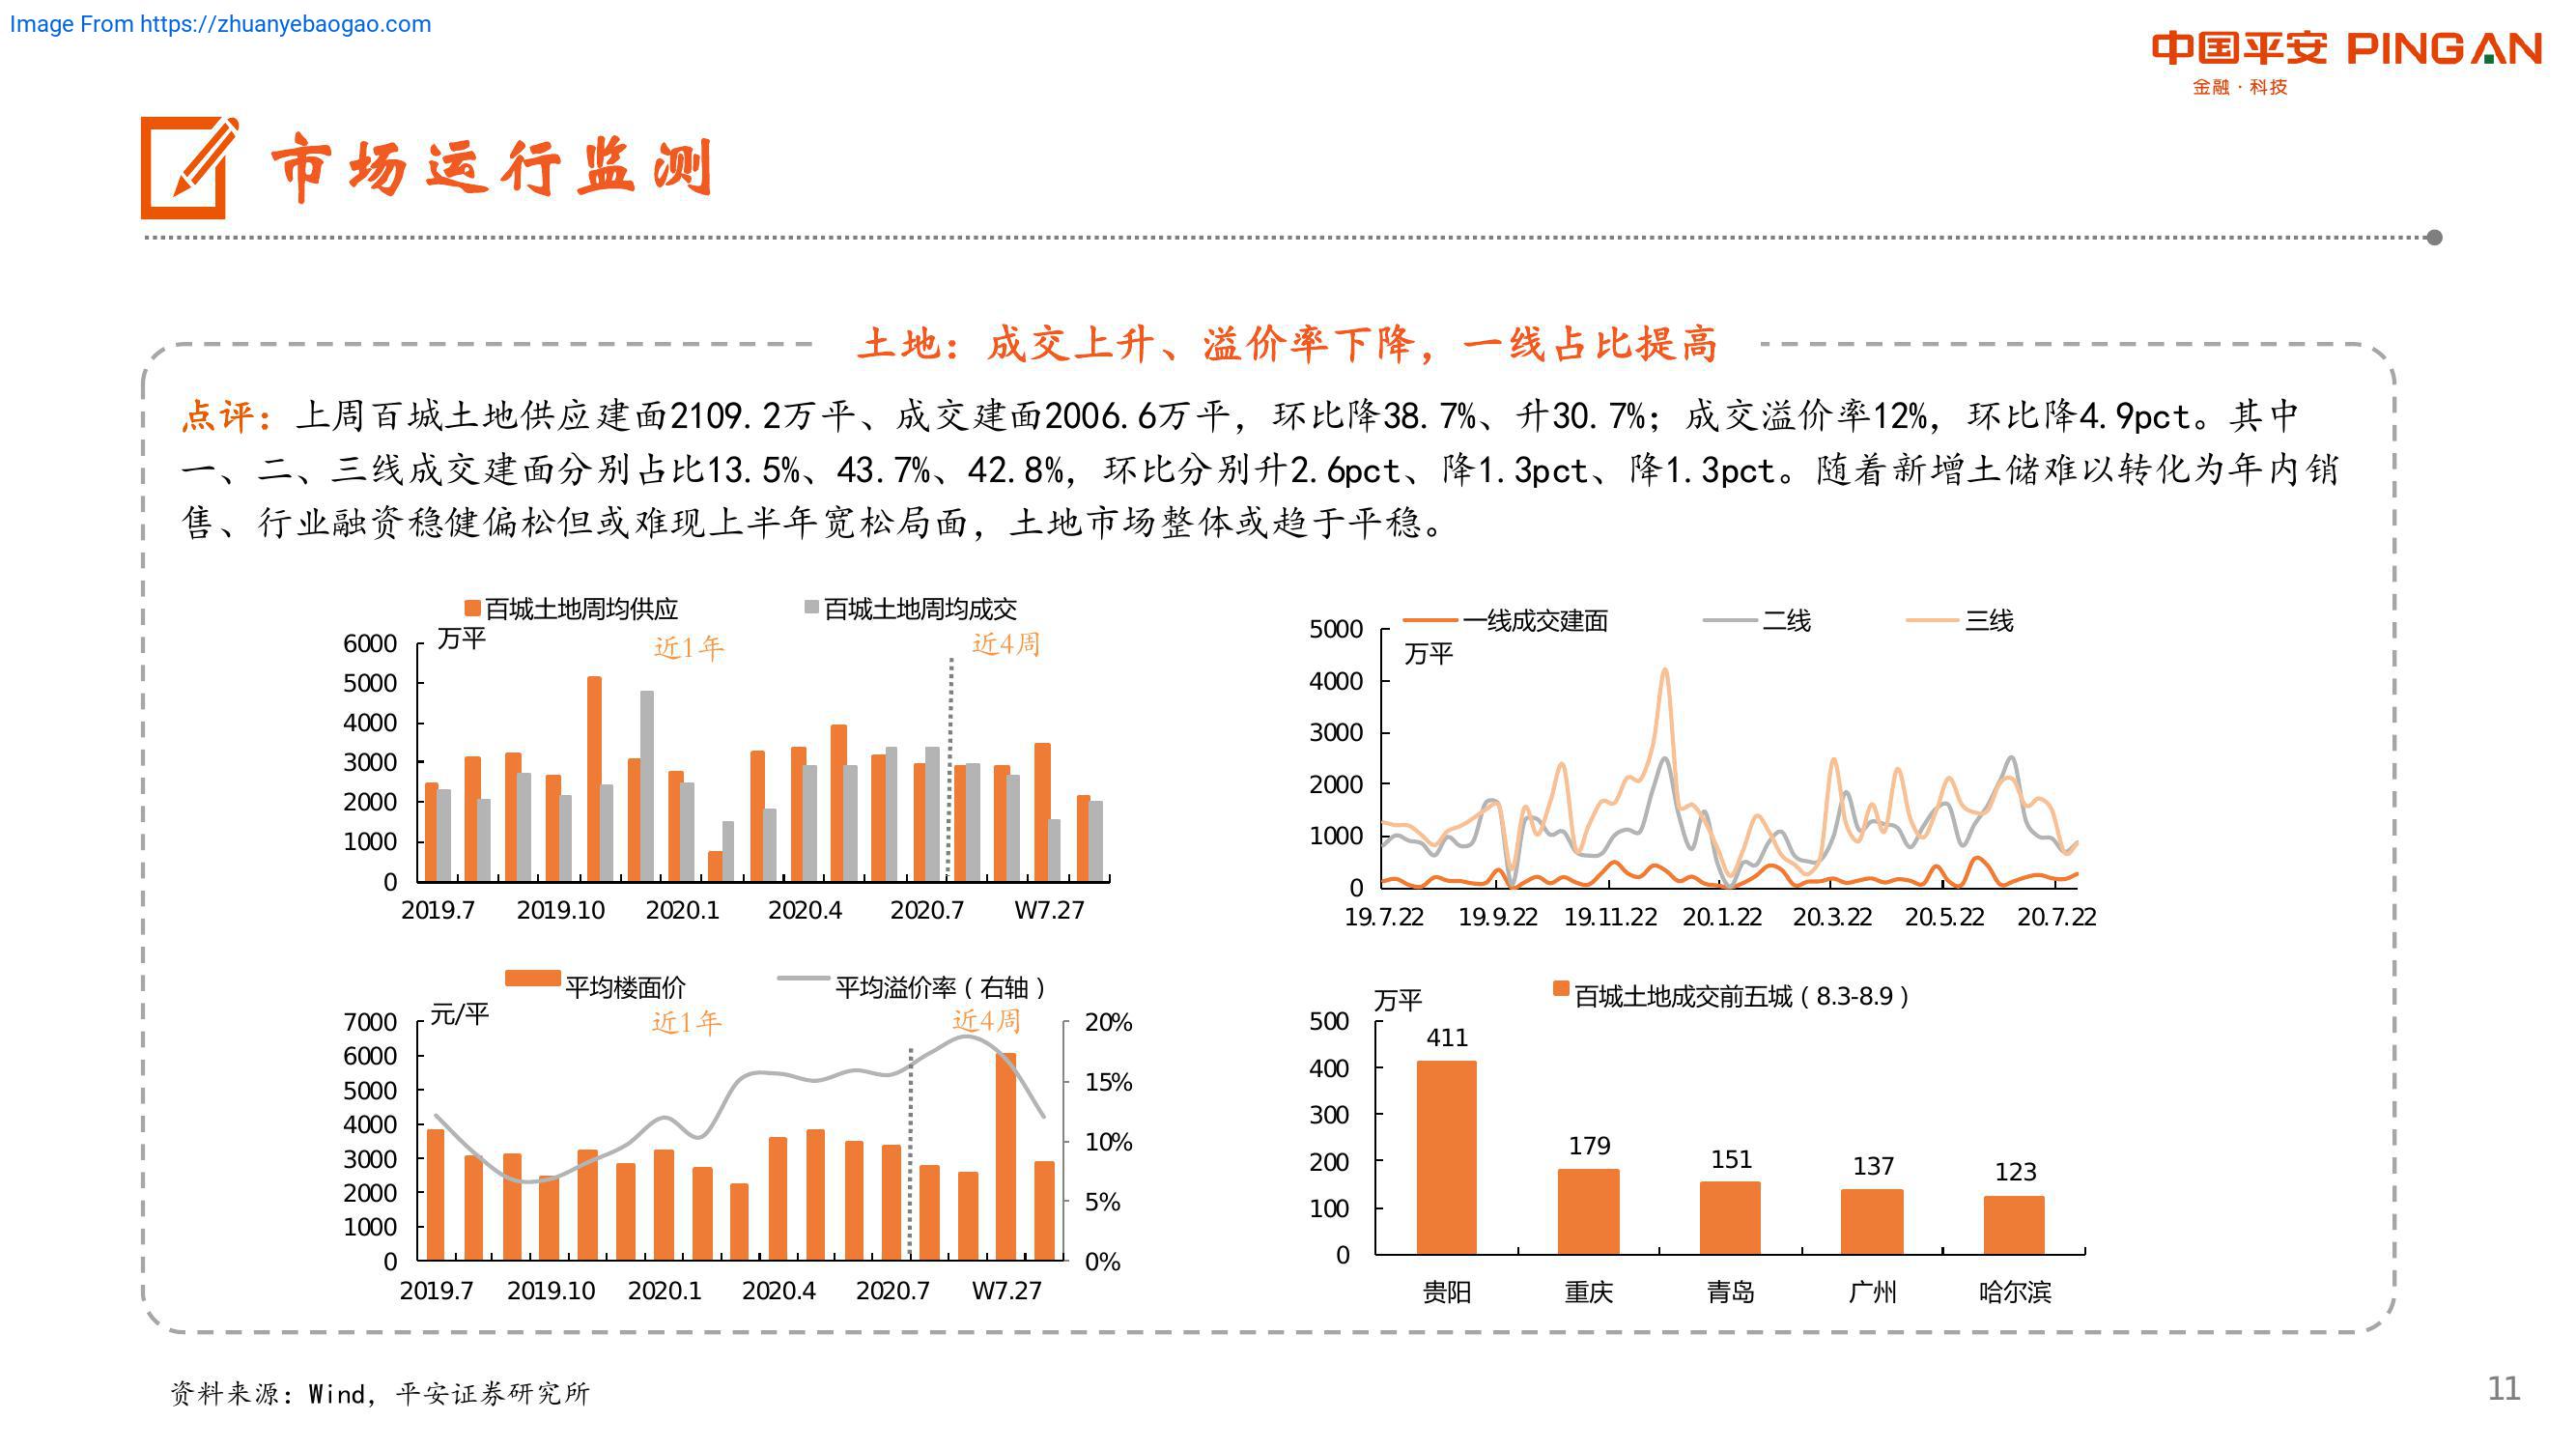 Image From https://zhuanyebaogao.com
中国平安 PINGAN
金融·科技
市场运行监测
土地：成交上升、溢价率下降，一线占比提高
点评：上周百城土地供应建面2109.2万平、成交建面2006.6万平，环比降38.7%、升30.7%；成交溢价率12%，环比降4.9pct。其中
一、二、三线成交建面分别占比13.5%、43.7%、42.8%，环比分别升2.6pct、降1.3pct、降1.3pct。随着新增土储难以转化为年内销
售、行业融资稳健偏松但或难现上半年宽松局面，土地市场整体或趋于平稳。
百城土地周均供应 百城土地周均成交
万平 近1年 近4周
6000
5000
4000
3000
2000
1000
0
2019.7 2019.10 2020.1 2020.4 2020.7 W7.27
一线成交建面 二线 三线
万平
5000
4000
3000
2000
1000
0
19.7.22 19.9.22 19.11.22 20.1.22 20.3.22 20.5.22 20.7.22
平均楼面价 平均溢价率（右轴）
元/平 近1年 近4周
7000 20%
6000
5000 15%
4000
3000 10%
2000 5%
1000
0 0%
2019.7 2019.10 2020.1 2020.4 2020.7 W7.27
万平 百城土地成交前五城（8.3-8.9）
500
400
300
200
100
0
411 179 151 137 123
贵阳 重庆 青岛 广州 哈尔滨
资料来源：Wind，平安证券研究所
11